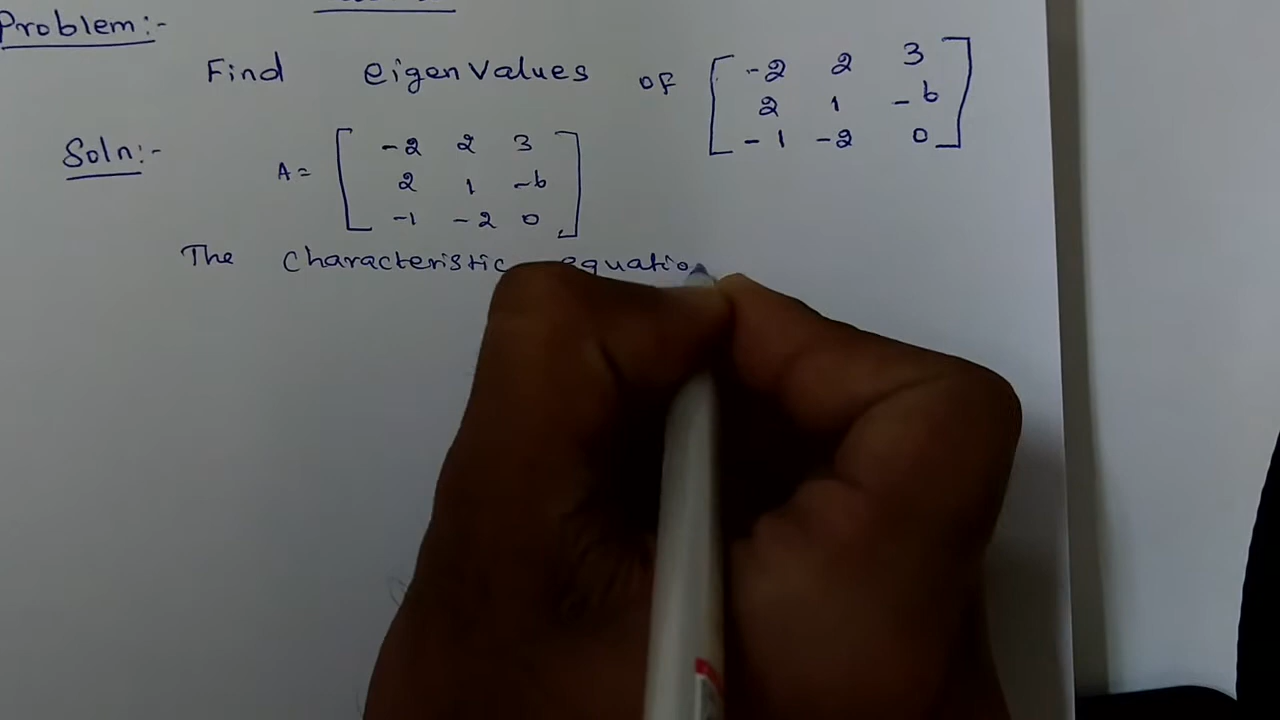 Problem:-
Find eigen Values of [ -2 2 3
2 1 -6
-1 -2 0 ]
Soln:-
A = [ -2 2 3
2 1 -6
-1 -2 0 ]
The Characteristic equatio